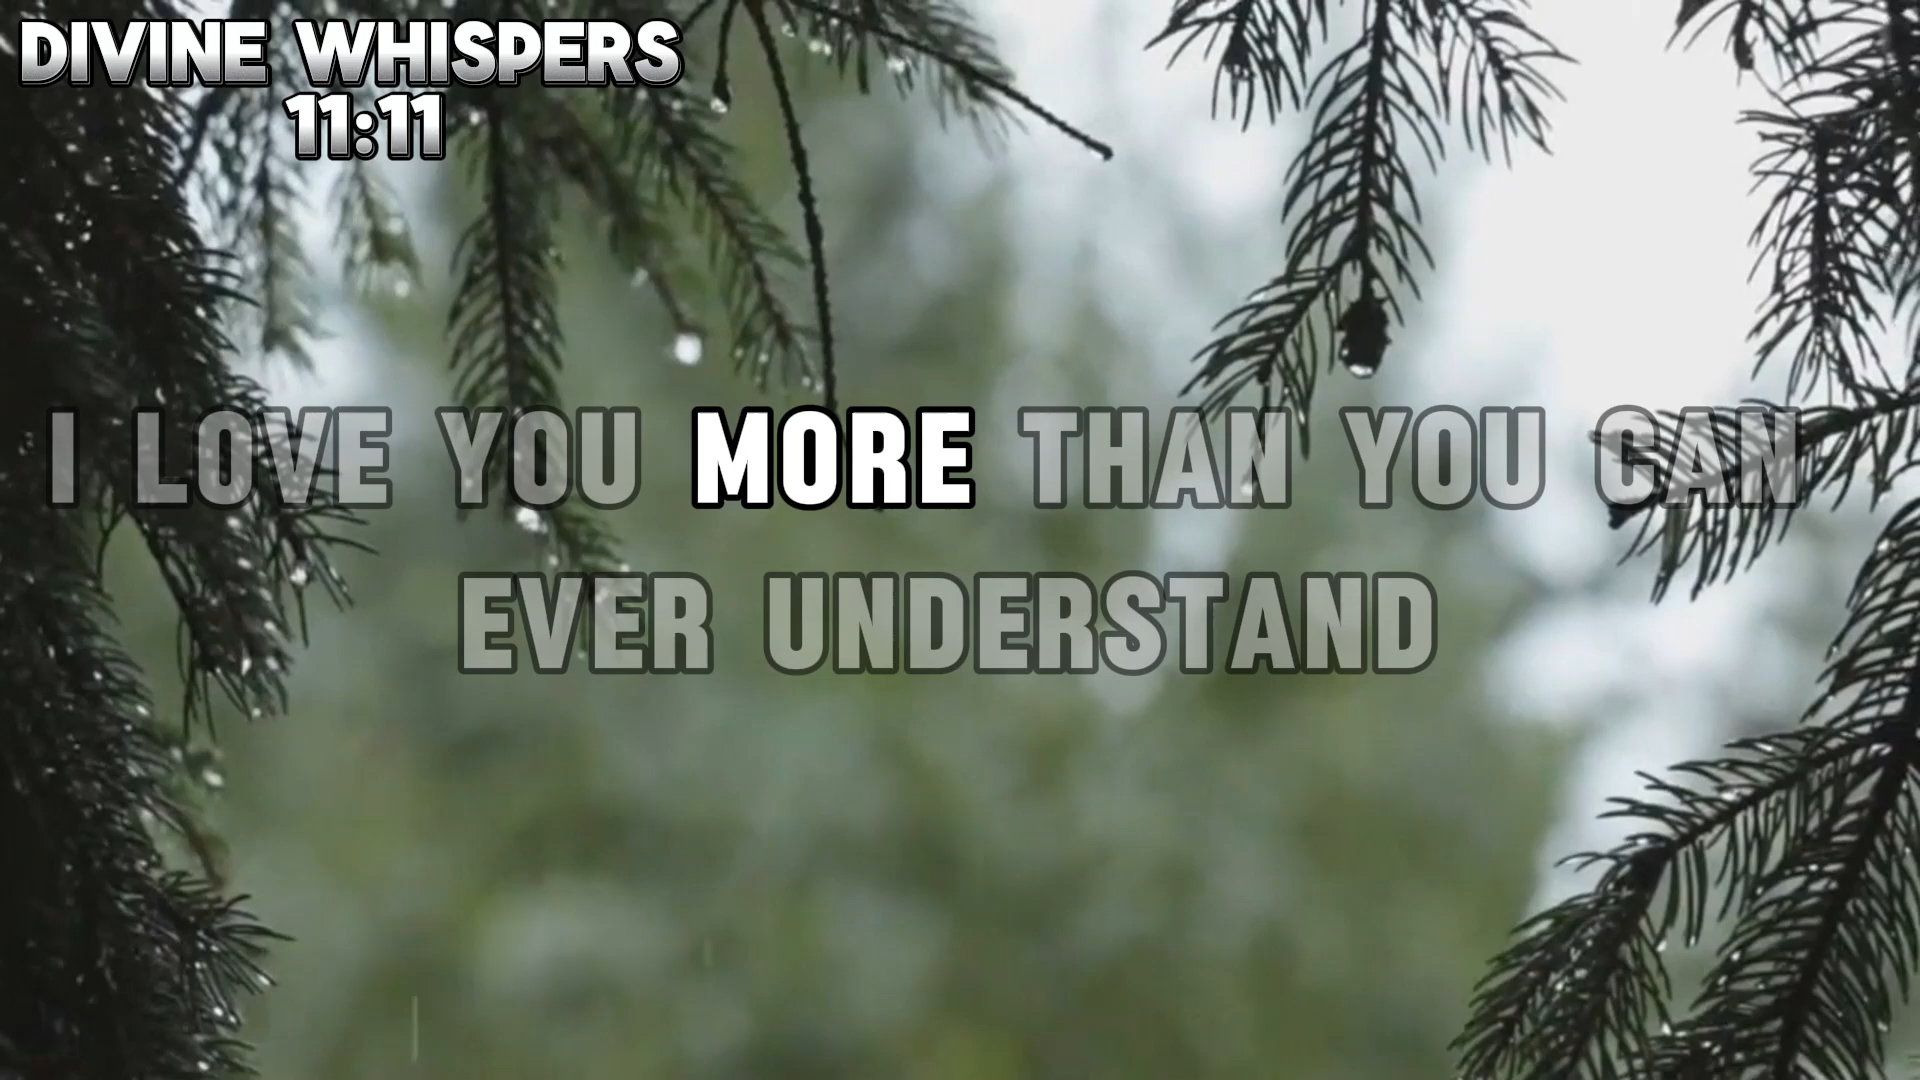 DIVINE WHISPERS
11:11
I LOVE YOU MORE THAN YOU CAN
EVER UNDERSTAND